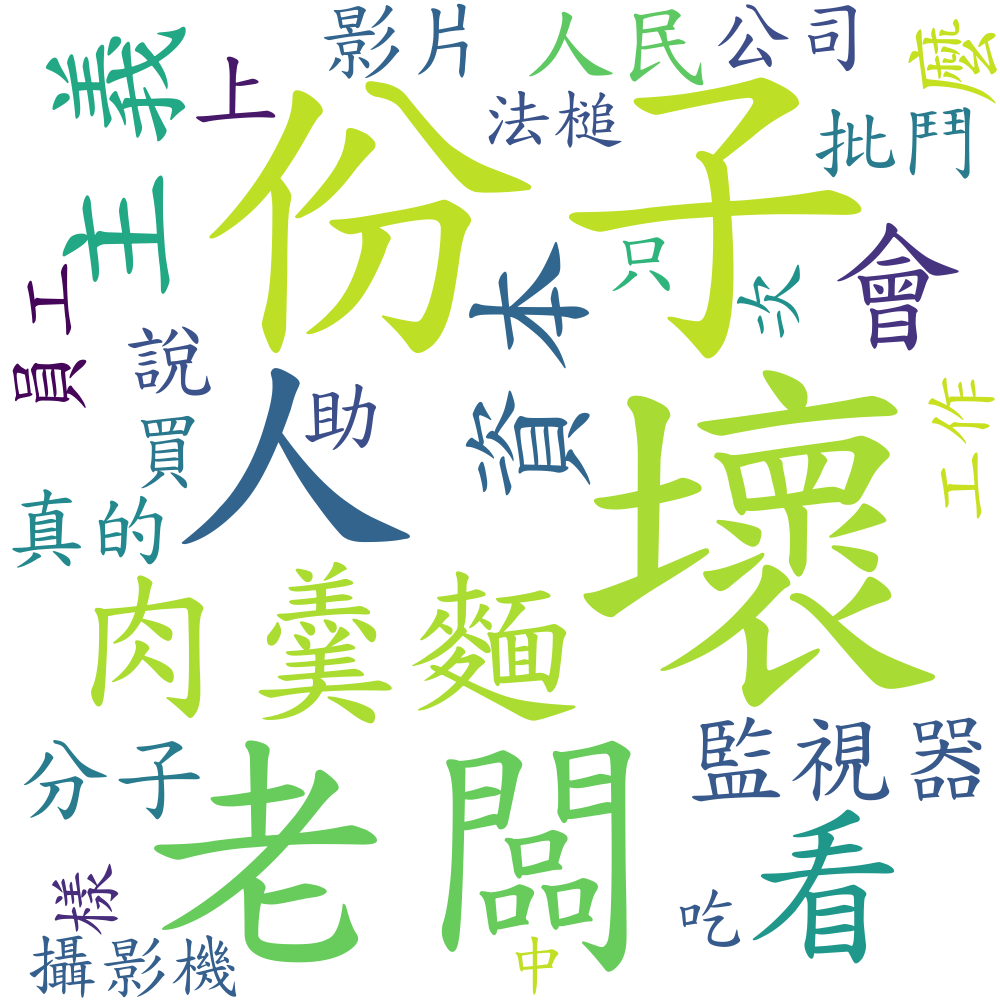 影片
人民
公司
麼
義
主
上
份子
法槌
批鬥
員工
說
買
本
資
只
次
會
人
助
壞
工作
真的
肉羹麵
分子
老闆
監視器
看
樣
吃
攝影機
中